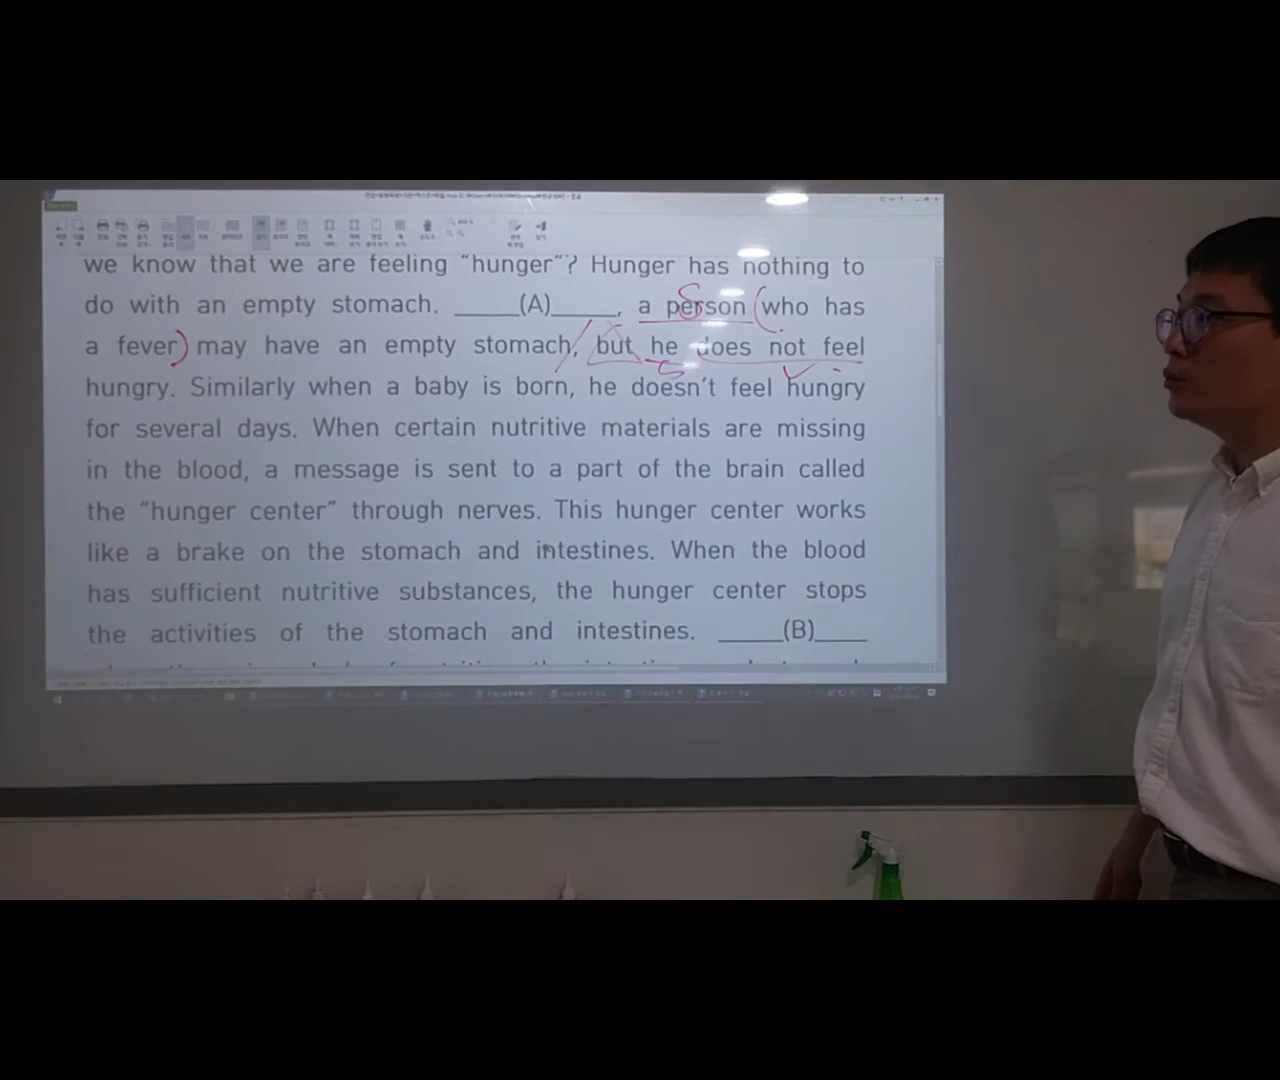 we know that we are feeling “hunger”? Hunger has nothing to
do with an empty stomach. _____(A)_____, a person who has
a fever may have an empty stomach, but he does not feel
hungry. Similarly when a baby is born, he doesn’t feel hungry
for several days. When certain nutritive materials are missing
in the blood, a message is sent to a part of the brain called
the “hunger center” through nerves. This hunger center works
like a brake on the stomach and intestines. When the blood
has sufficient nutritive substances, the hunger center stops
the activities of the stomach and intestines. _____(B)____